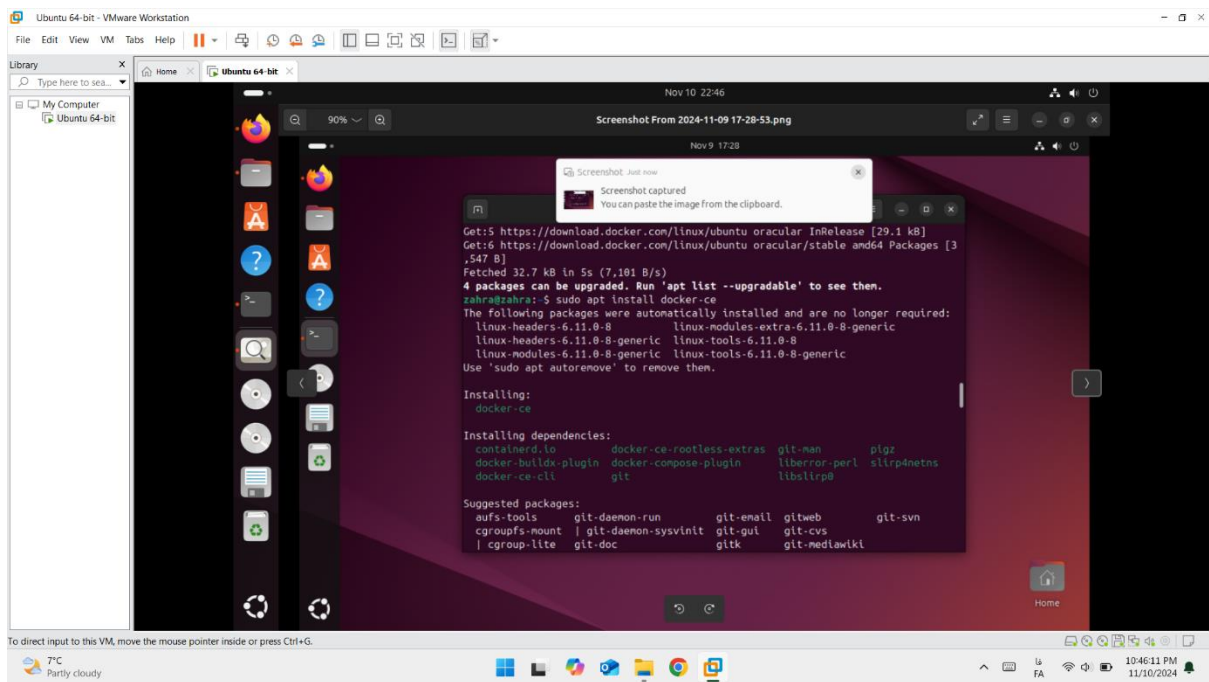 Ubuntu 64-bit - VMware Workstation
File Edit View VM Tabs Help
Library X
Type here to sea...
My Computer
Ubuntu 64-bit
Home
Ubuntu 64-bit
Nov 10 22:46
90%
Screenshot From 2024-11-09 17-28-53.png
Nov 9 17:28
Screenshot Just now
Screenshot captured
You can paste the image from the clipboard.
Get:5 https://download.docker.com/linux/ubuntu oracular InRelease [29.1 kB]
Get:6 https://download.docker.com/linux/ubuntu oracular/stable amd64 Packages [3
,547 B]
Fetched 32.7 kB in 5s (7,101 B/s)
4 packages can be upgraded. Run 'apt list --upgradable' to see them.
zahra@zahra:~$ sudo apt install docker-ce
The following packages were automatically installed and are no longer required:
linux-headers-6.11.0-8 linux-modules-extra-6.11.0-8-generic
linux-headers-6.11.0-8-generic linux-tools-6.11.0-8
linux-modules-6.11.0-8-generic linux-tools-6.11.0-8-generic
Use 'sudo apt autoremove' to remove them.
Installing:
docker-ce
Installing dependencies:
containerd.io docker-ce-rootless-extras git-man pigz
docker-buildx-plugin docker-compose-plugin liberror-perl slirp4netns
docker-ce-cli git libslirp0
Suggested packages:
aufs-tools git-daemon-run git-email gitweb git-svn
cgroupfs-mount | git-daemon-sysvinit git-gui git-cvs
| cgroup-lite git-doc gitk git-mediawiki
Home
To direct input to this VM, move the mouse pointer inside or press Ctrl+G.
7°C
Partly cloudy
فا
FA
10:46:11 PM
11/10/2024